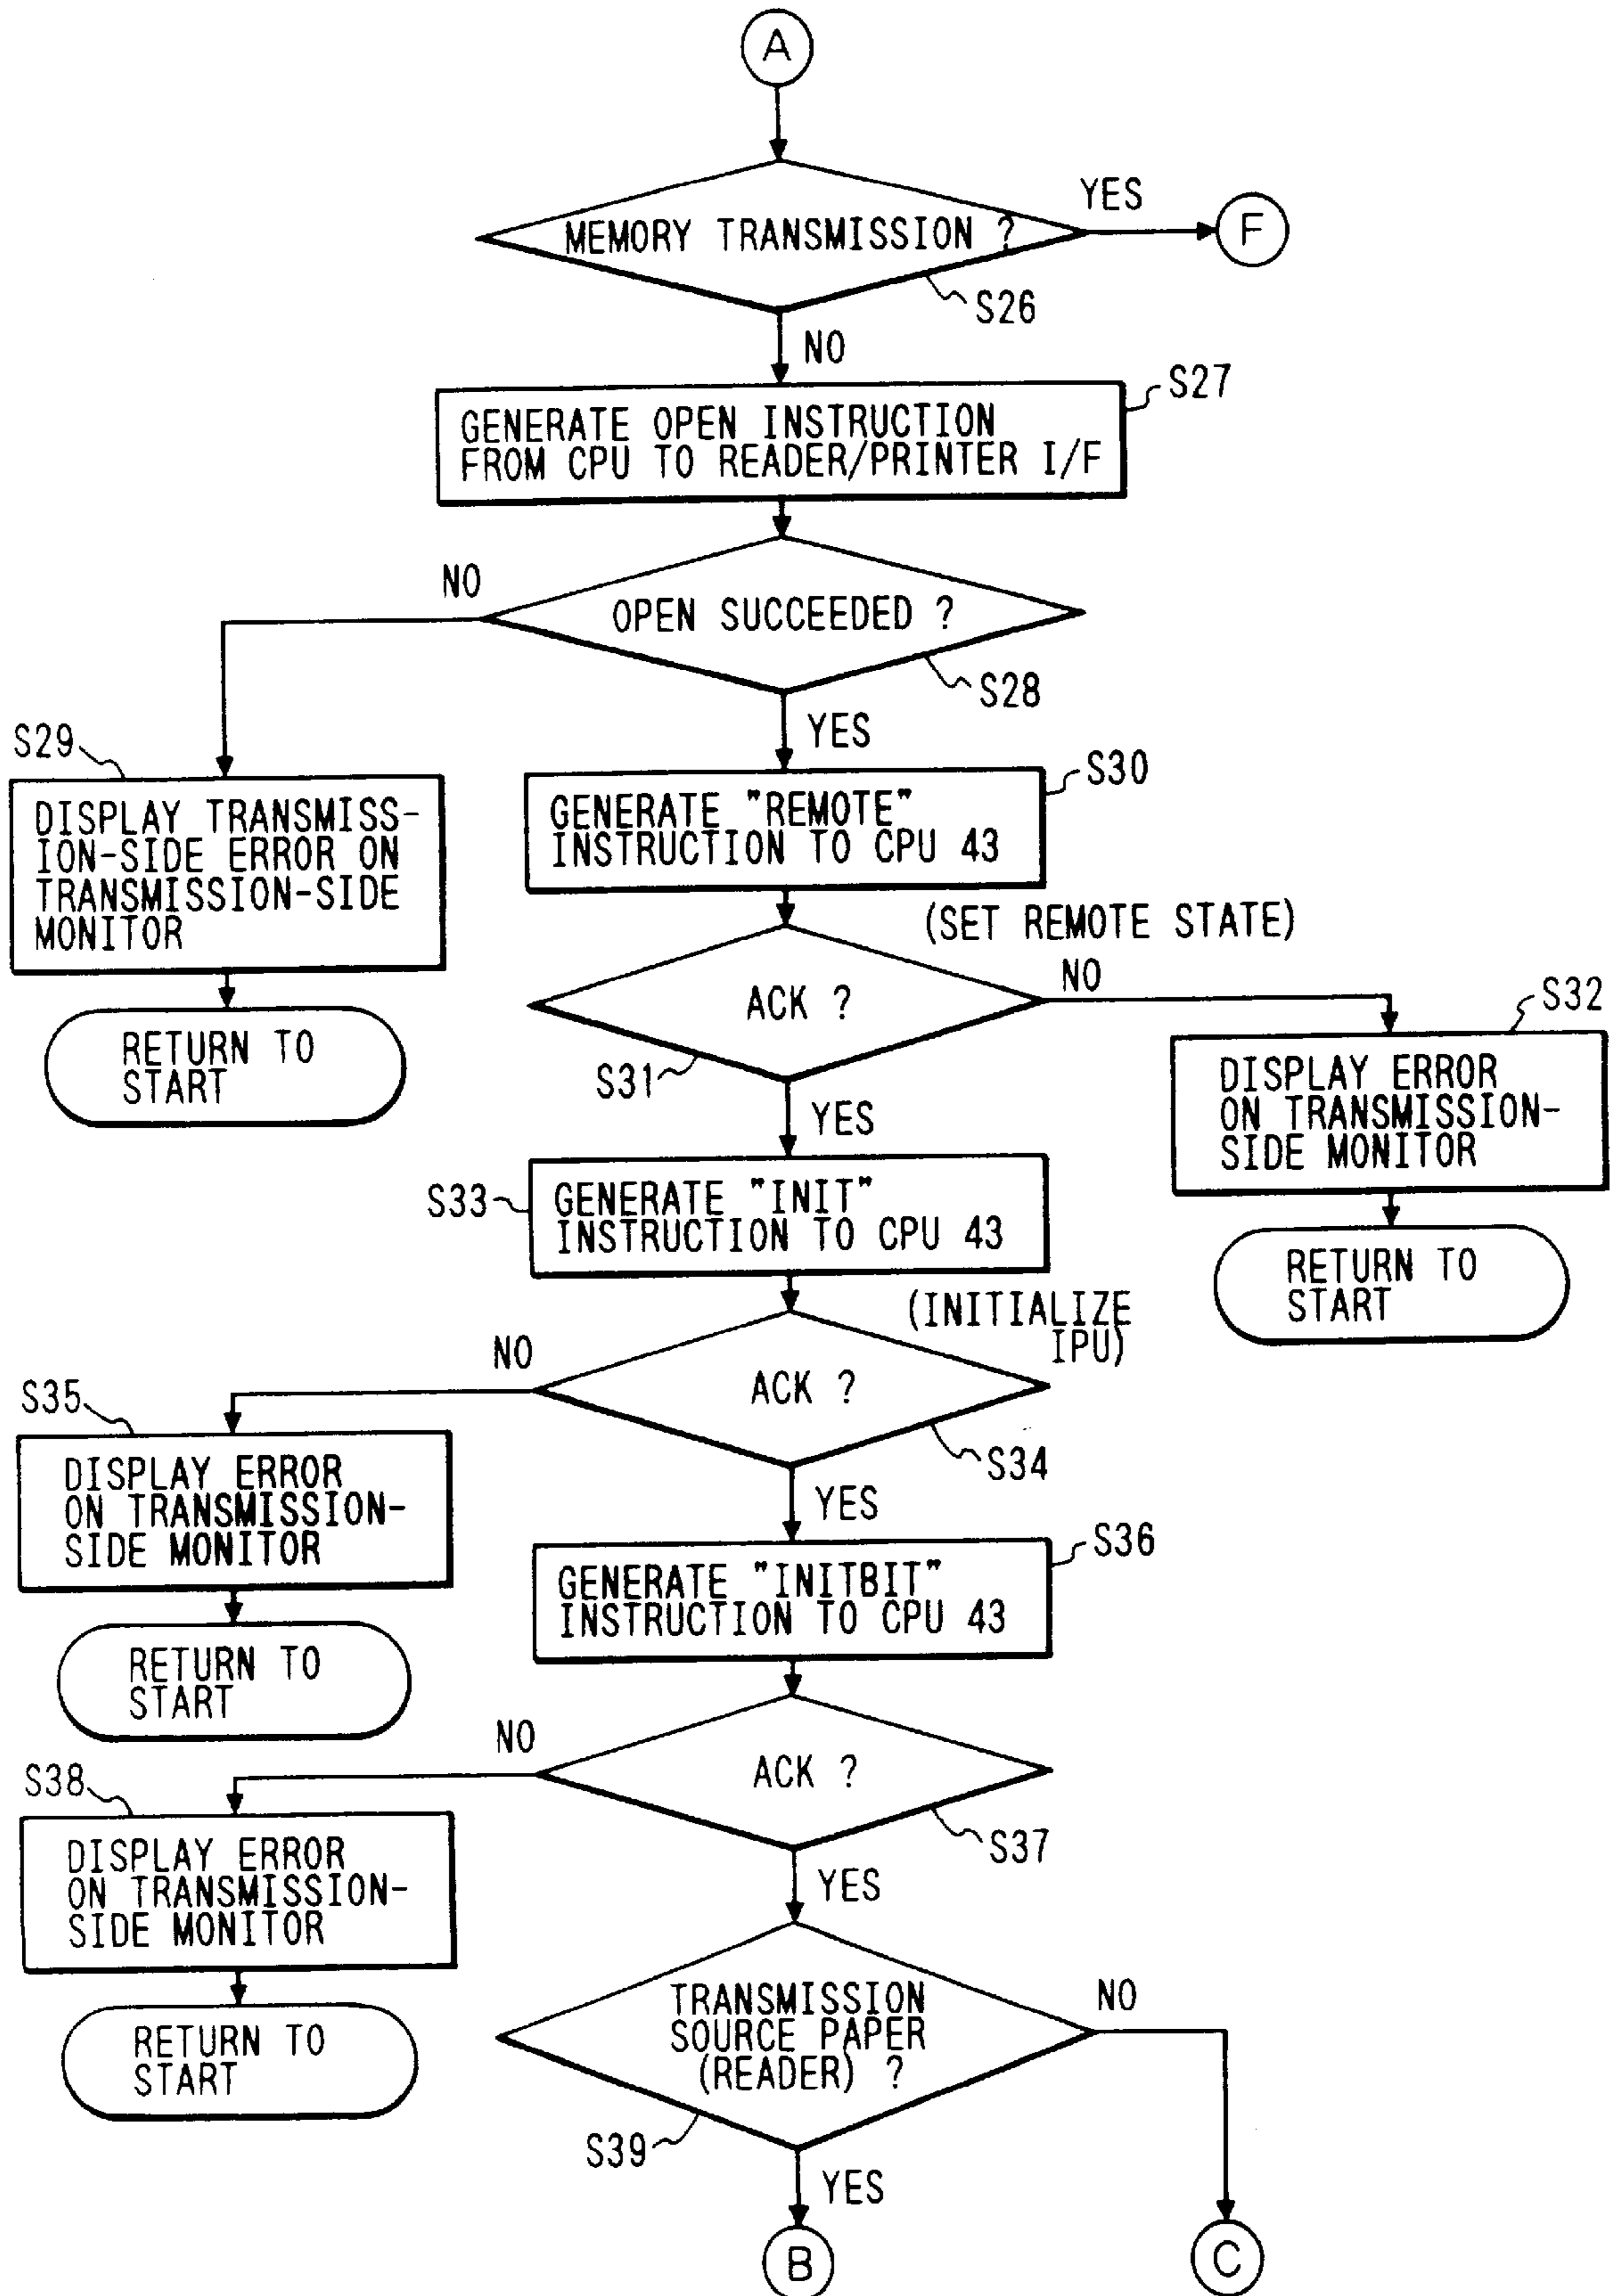 A
MEMORY TRANSMISSION ?
YES
F
S26
NO
S27
GENERATE OPEN INSTRUCTION
FROM CPU TO READER/PRINTER I/F
NO
OPEN SUCCEEDED ?
S28
YES
S29
DISPLAY TRANSMISS-
ION-SIDE ERROR ON
TRANSMISSION-SIDE
MONITOR
RETURN TO
START
S30
GENERATE "REMOTE"
INSTRUCTION TO CPU 43
(SET REMOTE STATE)
ACK ?
NO
S31
YES
S32
DISPLAY ERROR
ON TRANSMISSION-
SIDE MONITOR
RETURN TO
START
S33
GENERATE "INIT"
INSTRUCTION TO CPU 43
(INITIALIZE
IPU)
NO
ACK ?
S34
YES
S35
DISPLAY ERROR
ON TRANSMISSION-
SIDE MONITOR
RETURN TO
START
S36
GENERATE "INITBIT"
INSTRUCTION TO CPU 43
NO
ACK ?
S37
YES
S38
DISPLAY ERROR
ON TRANSMISSION-
SIDE MONITOR
RETURN TO
START
TRANSMISSION
SOURCE PAPER
(READER) ?
NO
S39
YES
B
C